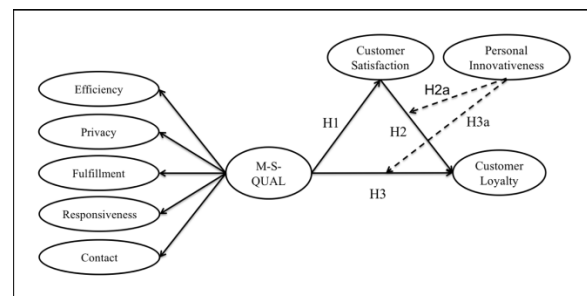 Efficiency
Privacy
Fulfillment
Responsiveness
Contact
M-S-
QUAL
Customer
Satisfaction
Personal
Innovativeness
H1
H2a
H2
H3a
H3
Customer
Loyalty